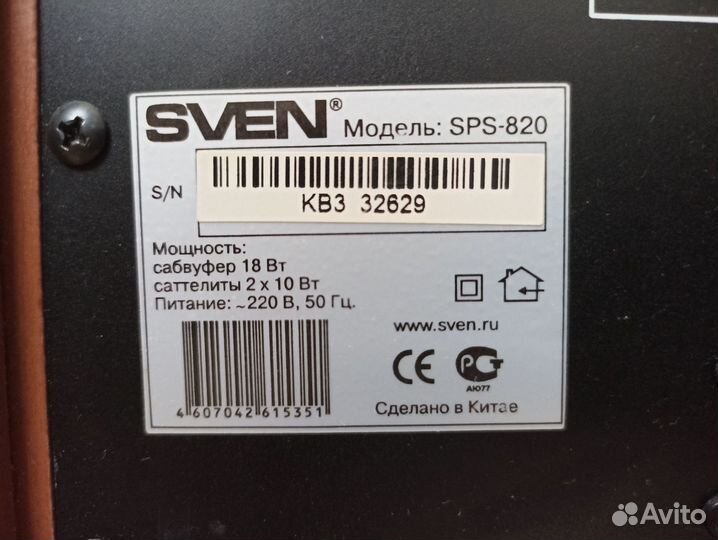 SVEN®
Модель: SPS-820
S/N
KB3 32629
Мощность:
сабвуфер 18 Вт
саттелиты 2 х 10 Вт
Питание: ~220 В, 50 Гц.
www.sven.ru
CE РСТ
АЮ77
4 607042 615351
Сделано в Китае
Avito